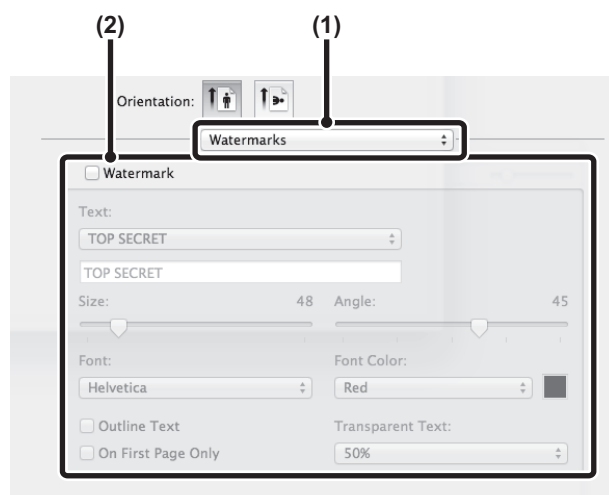 (2) (1)
Orientation:
Watermarks
Watermark
Text:
TOP SECRET
TOP SECRET
Size: 48 Angle: 45
Font: Font Color:
Helvetica Red
Outline Text Transparent Text:
On First Page Only 50%